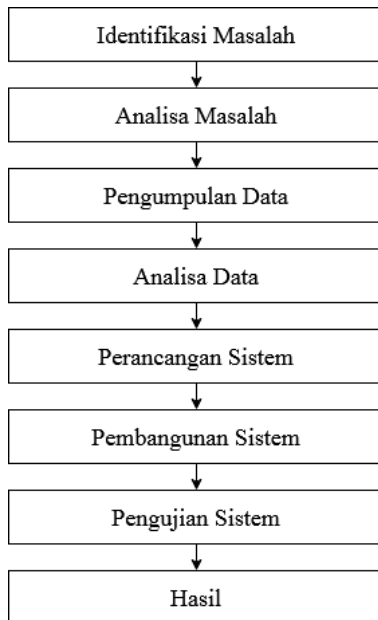 Identifikasi Masalah
Analisa Masalah
Pengumpulan Data
Analisa Data
Perancangan Sistem
Pembangunan Sistem
Pengujian Sistem
Hasil